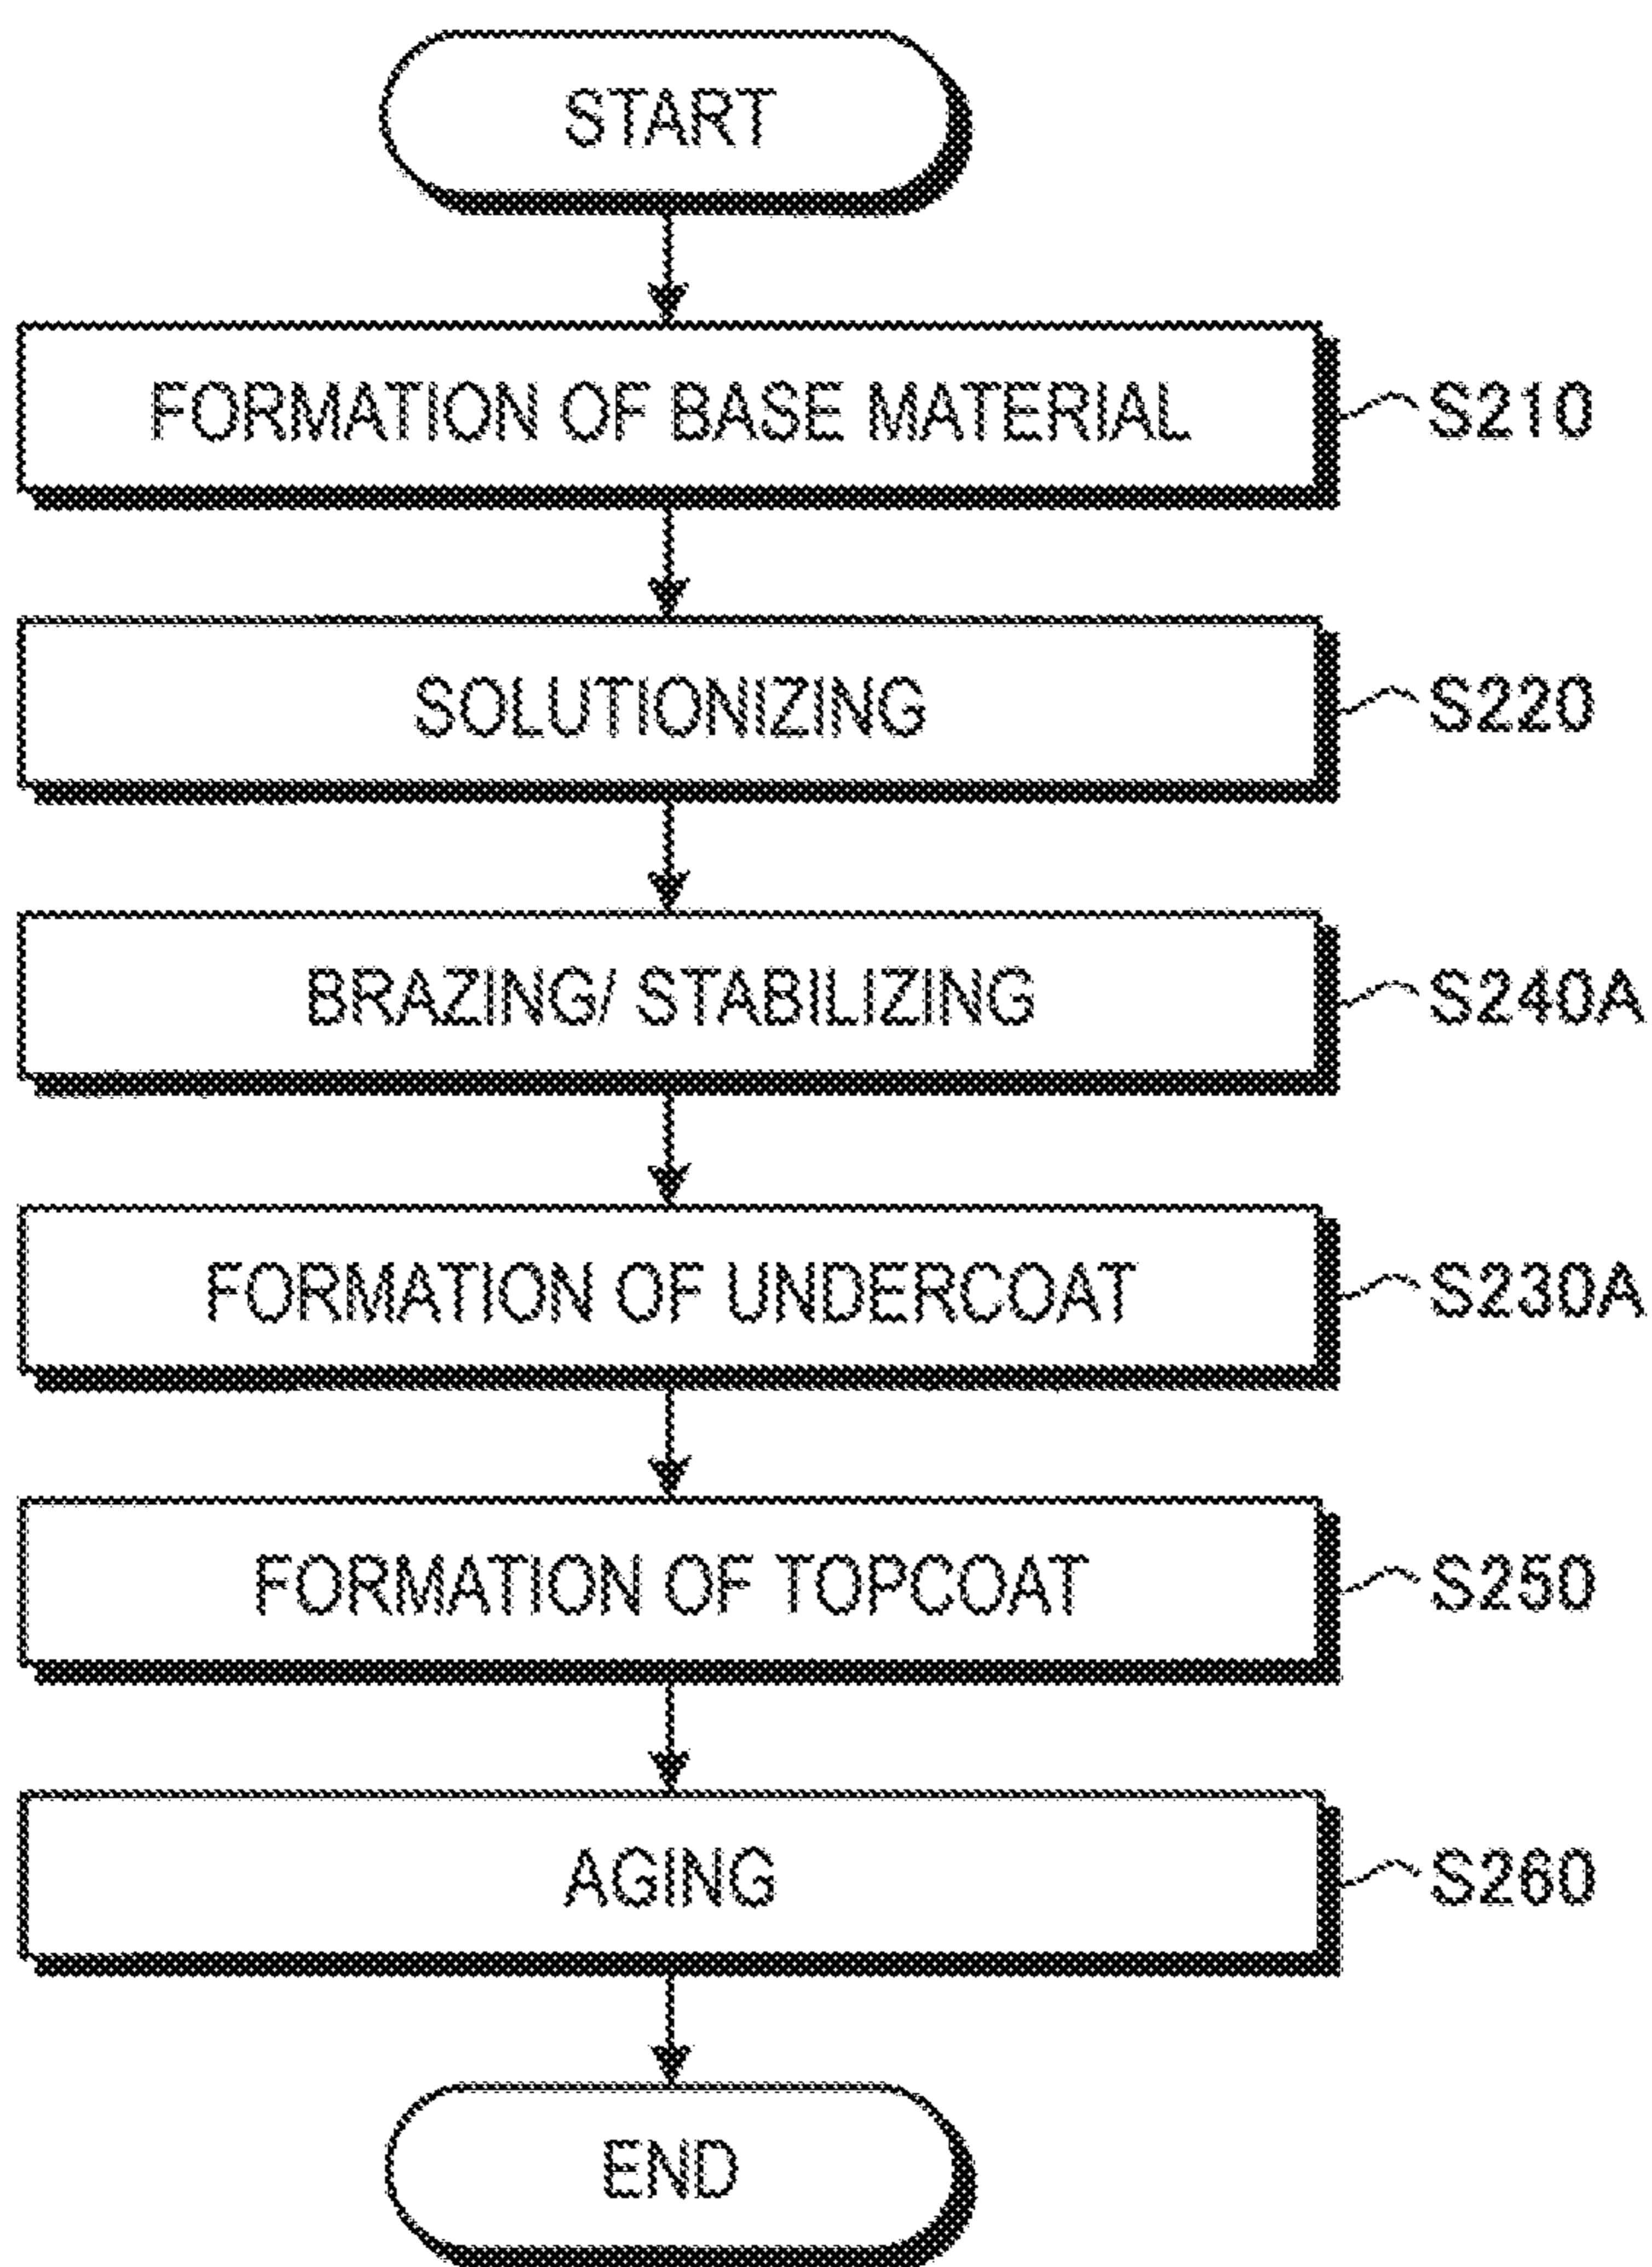 START
FORMATION OF BASE MATERIAL
S210
SOLUTIONIZING
S220
BRAZING/ STABILIZING
S240A
FORMATION OF UNDERCOAT
S230A
FORMATION OF TOPCOAT
S250
AGING
S260
END